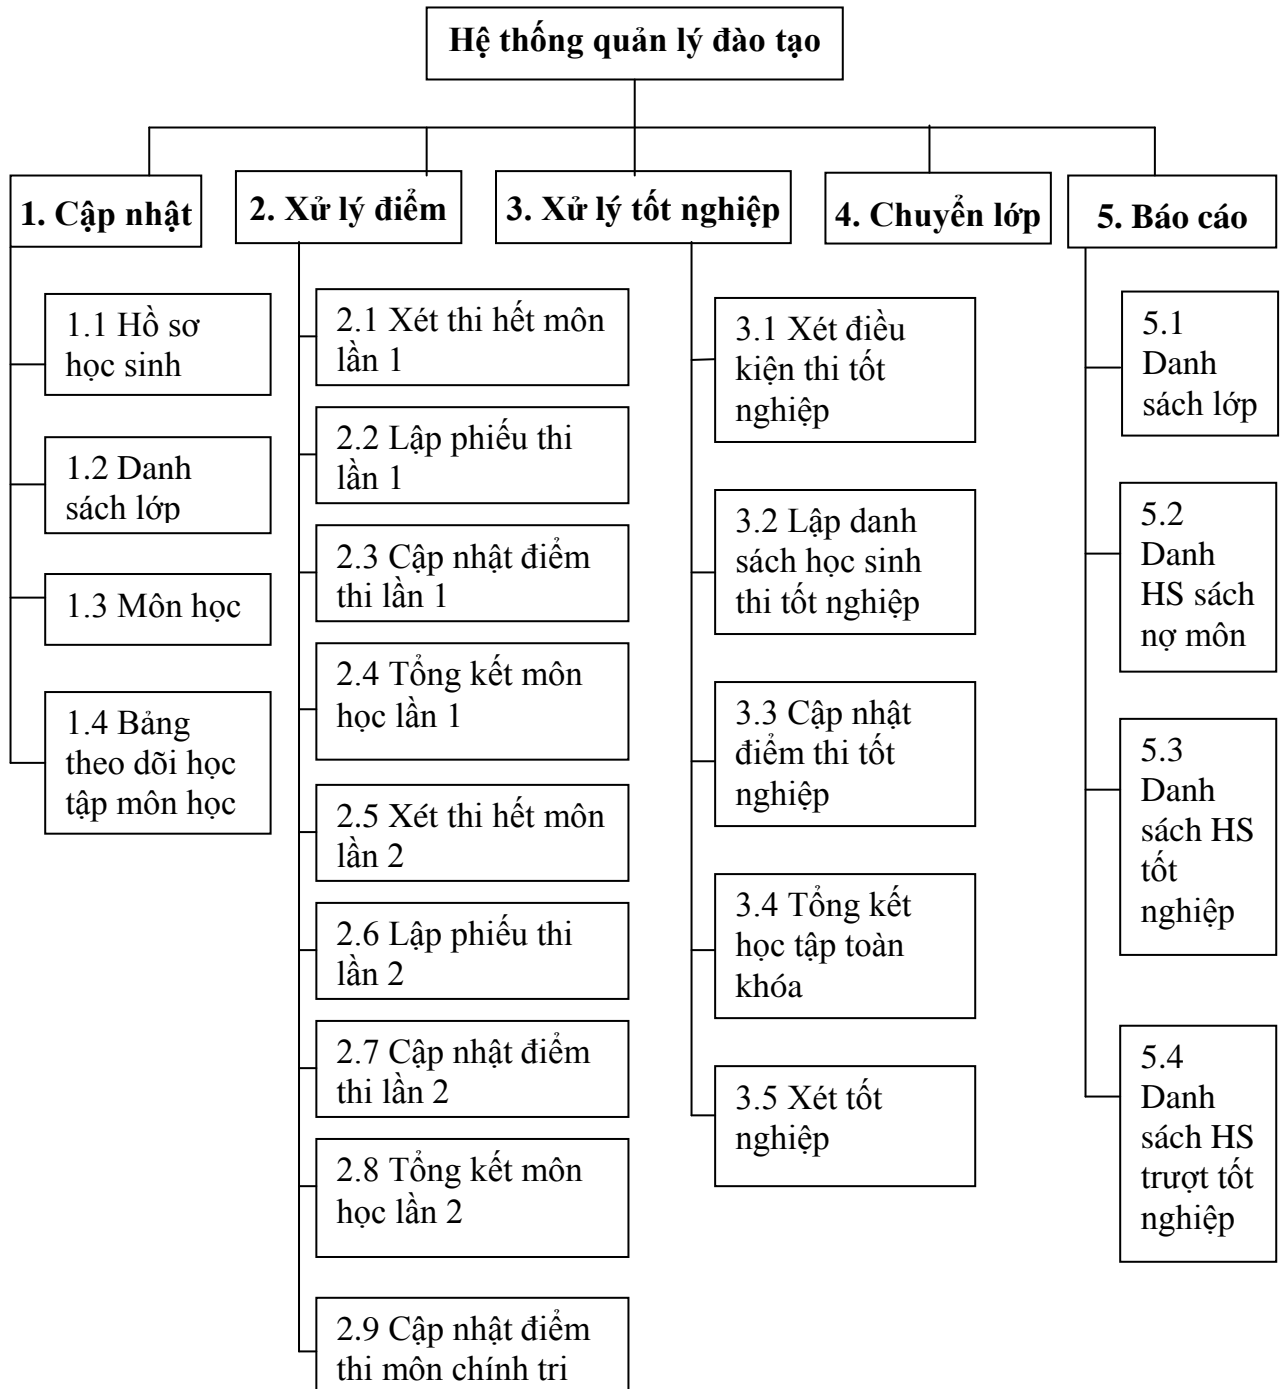 Hệ thống quản lý đào tạo
1. Cập nhật
2. Xử lý điểm
3. Xử lý tốt nghiệp
4. Chuyển lớp
5. Báo cáo
1.1 Hồ sơ
học sinh
1.2 Danh
sách lớp
1.3 Môn học
1.4 Bảng
theo dõi học
tập môn học
2.1 Xét thi hết môn
lần 1
2.2 Lập phiếu thi
lần 1
2.3 Cập nhật điểm
thi lần 1
2.4 Tổng kết môn
học lần 1
2.5 Xét thi hết môn
lần 2
2.6 Lập phiếu thi
lần 2
2.7 Cập nhật điểm
thi lần 2
2.8 Tổng kết môn
học lần 2
2.9 Cập nhật điểm
thi môn chính tri
3.1 Xét điều
kiện thi tốt
nghiệp
3.2 Lập danh
sách học sinh
thi tốt nghiệp
3.3 Cập nhật
điểm thi tốt
nghiệp
3.4 Tổng kết
học tập toàn
khóa
3.5 Xét tốt
nghiệp
5.1
Danh
sách lớp
5.2
Danh
HS sách
nợ môn
5.3
Danh
sách HS
tốt
nghiệp
5.4
Danh
sách HS
trượt tốt
nghiệp